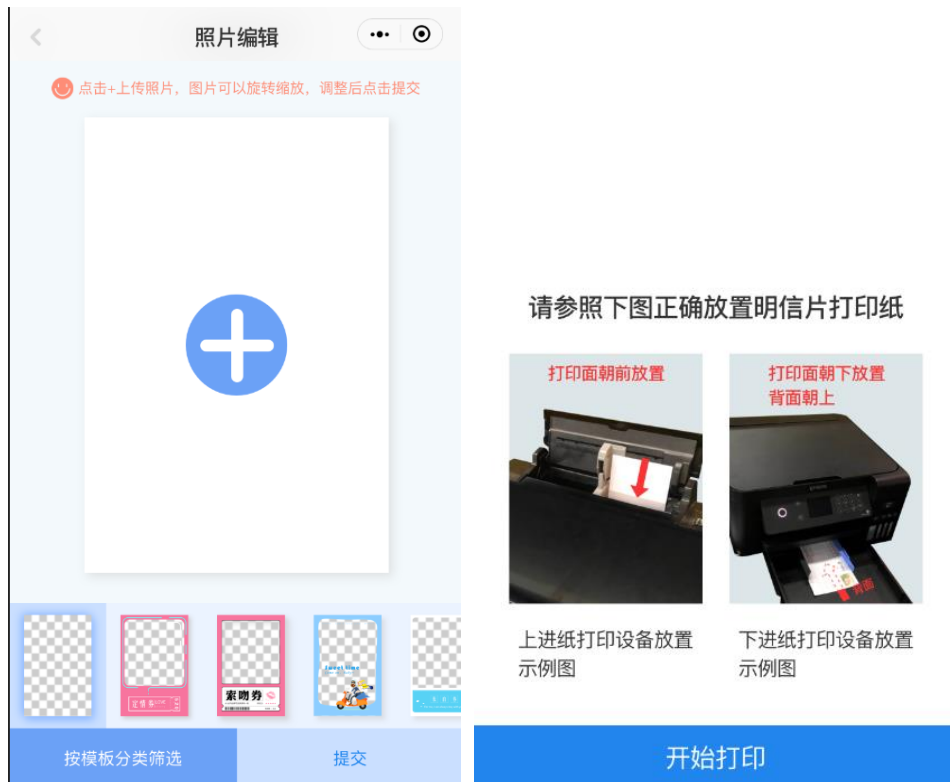 照片编辑
点击+上传照片，图片可以旋转缩放，调整后点击提交
索吻券
Sweet time
按模板分类筛选
提交
请参照下图正确放置明信片打印纸
打印面朝前放置
打印面朝下放置
背面朝上
EPSON
背面
上进纸打印设备放置
示例图
下进纸打印设备放置
示例图
开始打印